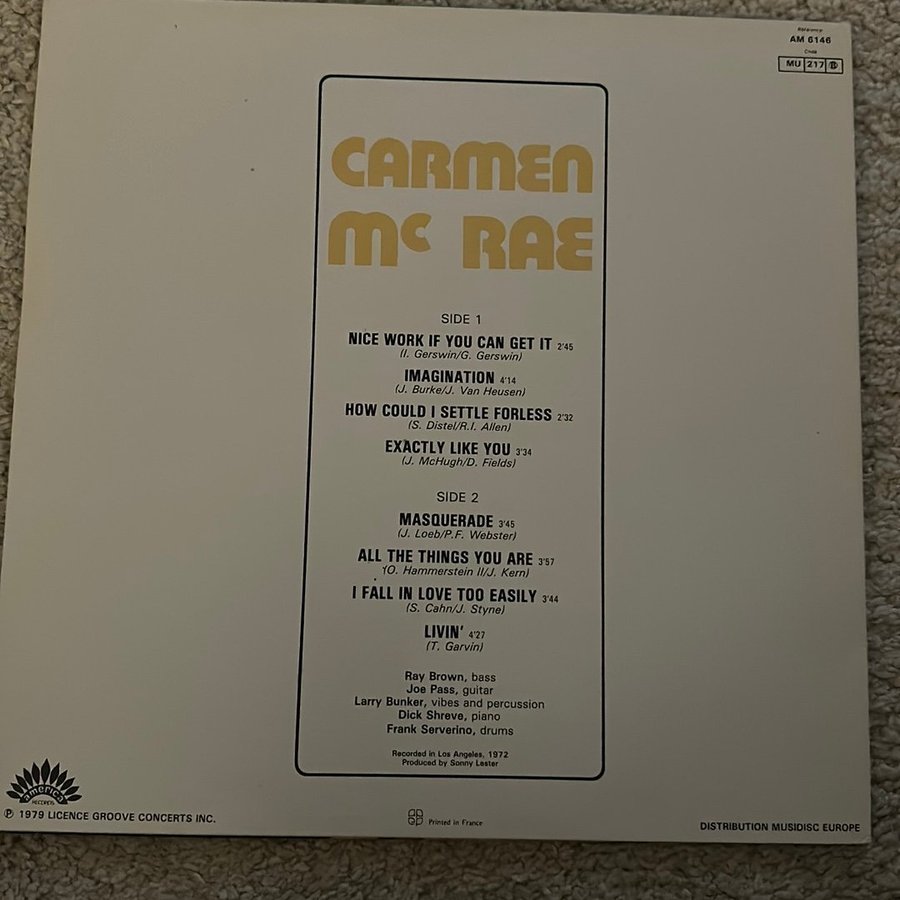 Référence
AM 6146
Code
MU 217 B
CARMEN
Mc RAE
SIDE 1
NICE WORK IF YOU CAN GET IT 2'45
(I. Gerswin/G. Gerswin)
IMAGINATION 4'14
(J. Burke/J. Van Heusen)
HOW COULD I SETTLE FORLESS 2'32
(S. Distel/R.I. Allen)
EXACTLY LIKE YOU 3'34
(J. McHugh/D. Fields)
SIDE 2
MASQUERADE 3'45
(J. Loeb/P.F. Webster)
ALL THE THINGS YOU ARE 3'57
(O. Hammerstein II/J. Kern)
I FALL IN LOVE TOO EASILY 3'44
(S. Cahn/J. Styne)
LIVIN' 4'27
(T. Garvin)
Ray Brown, bass
Joe Pass, guitar
Larry Bunker, vibes and percussion
Dick Shreve, piano
Frank Serverino, drums
Recorded in Los Angeles, 1972
Produced by Sonny Lester
america
RECORDS
℗ 1979 LICENCE GROOVE CONCERTS INC.
Printed in France
DISTRIBUTION MUSIDISC EUROPE